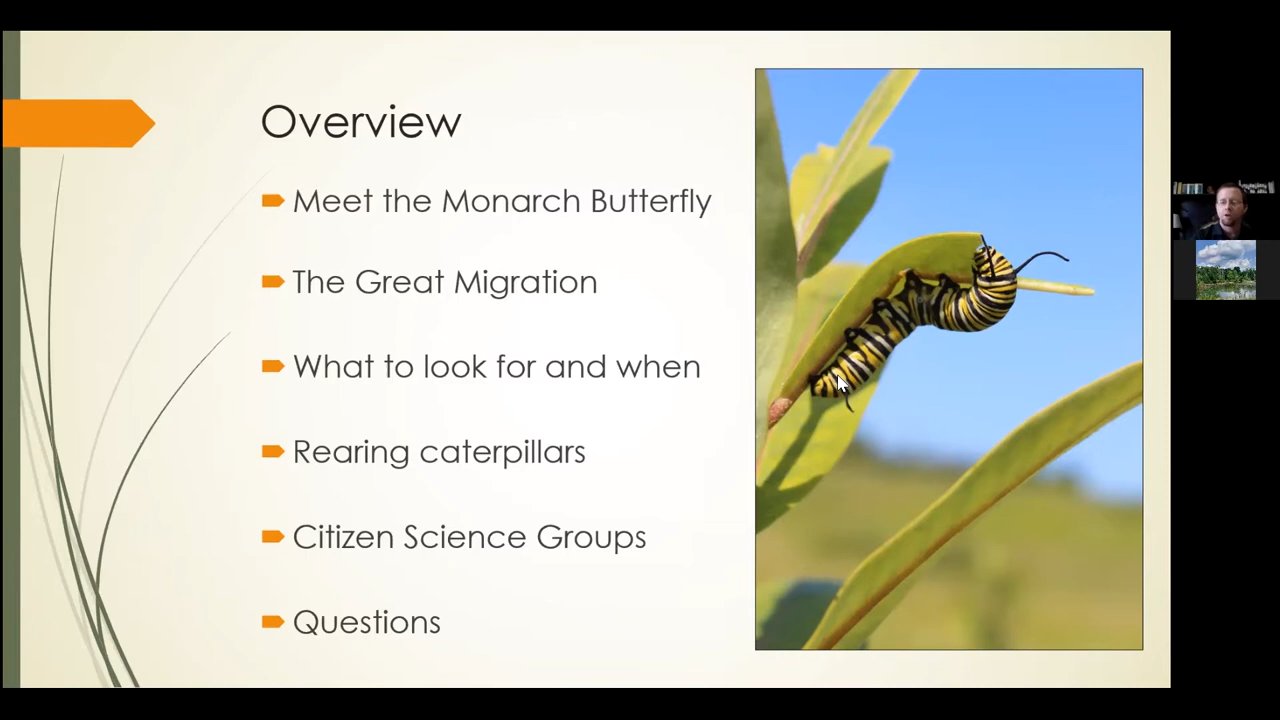 Overview
Meet the Monarch Butterfly
The Great Migration
What to look for and when
Rearing caterpillars
Citizen Science Groups
Questions